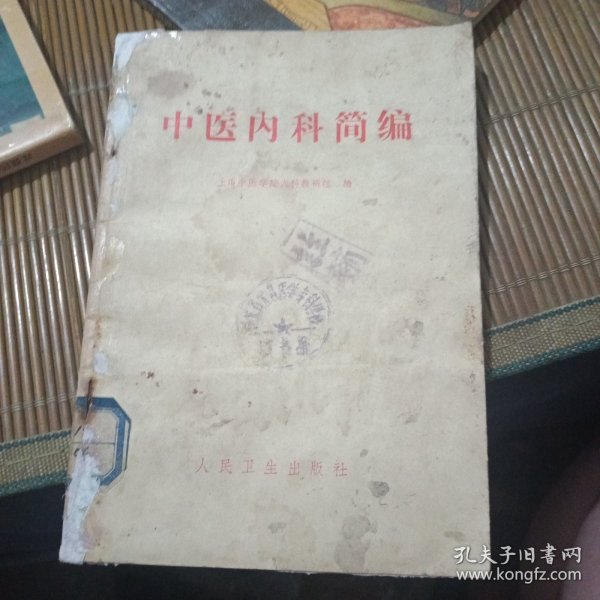 中医内科简编
上海中医学院内科教研组 编
人民卫生出版社
孔夫子旧书网
www.kongfz.com